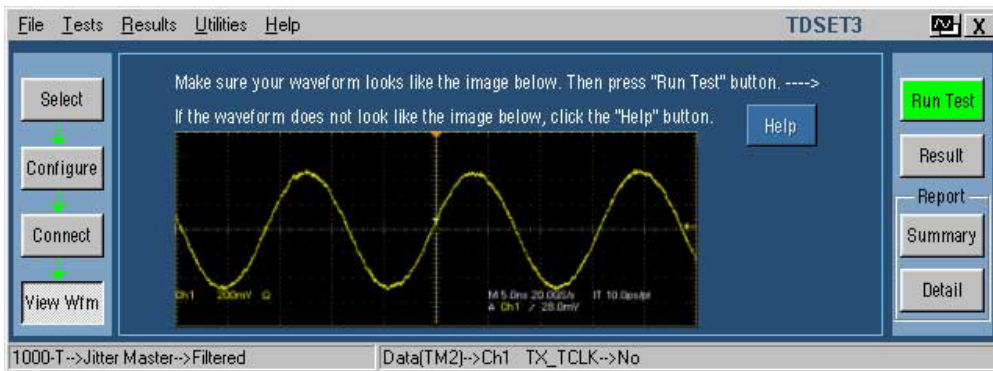 File Tests Results Utilities Help TDSET3 X
Make sure your waveform looks like the image below. Then press "Run Test" button. ---->
If the waveform does not look like the image below, click the "Help" button.
Help
Select
Configure
Connect
View Wfm
Ch1 200mV Ω
M 5.0ns 20.0GS/s IT 10.0ps/pt
A Ch1 / 28.0mV
Run Test
Result
Report
Summary
Detail
1000-T-->Jitter Master-->Filtered Data(TM2)-->Ch1 TX_TCLK-->No